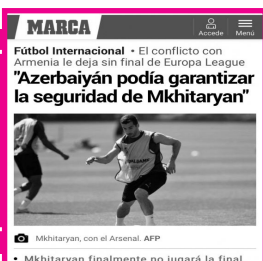 MARCA
Accede Menú
Fútbol Internacional • El conflicto con
Armenia le deja sin final de Europa League
"Azerbaiyán podía garantizar
la seguridad de Mkhitaryan"
Mkhitaryan, con el Arsenal. AFP
• Mkhitaryan finalmente no jugará la final